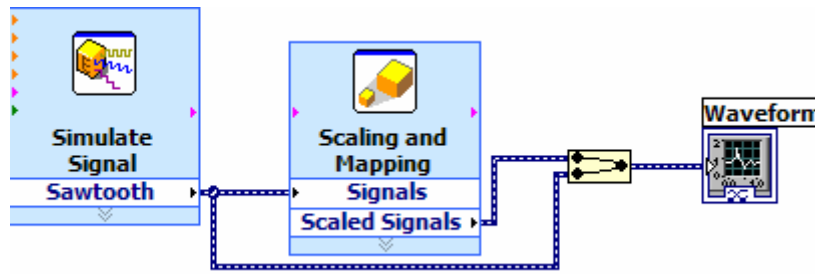 Simulate
Signal
Sawtooth
Scaling and
Mapping
Signals
Scaled Signals
Waveform